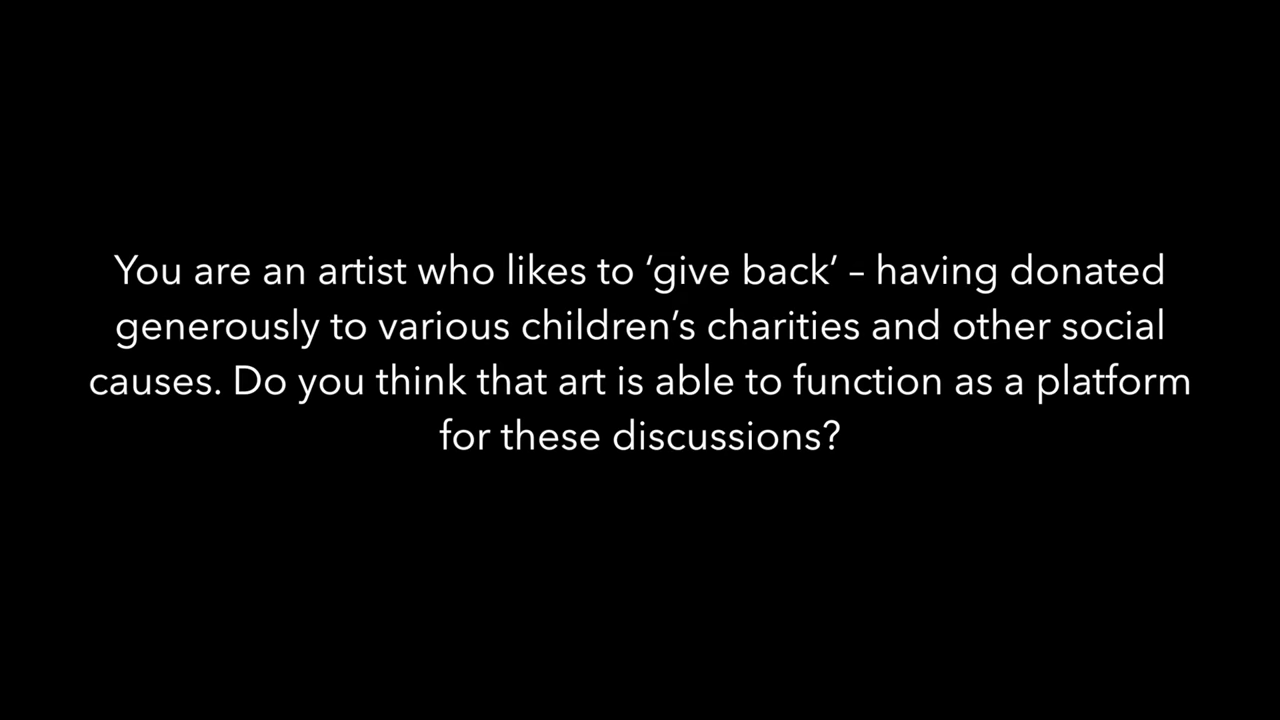 You are an artist who likes to ‘give back’ – having donated
generously to various children’s charities and other social
causes. Do you think that art is able to function as a platform
for these discussions?